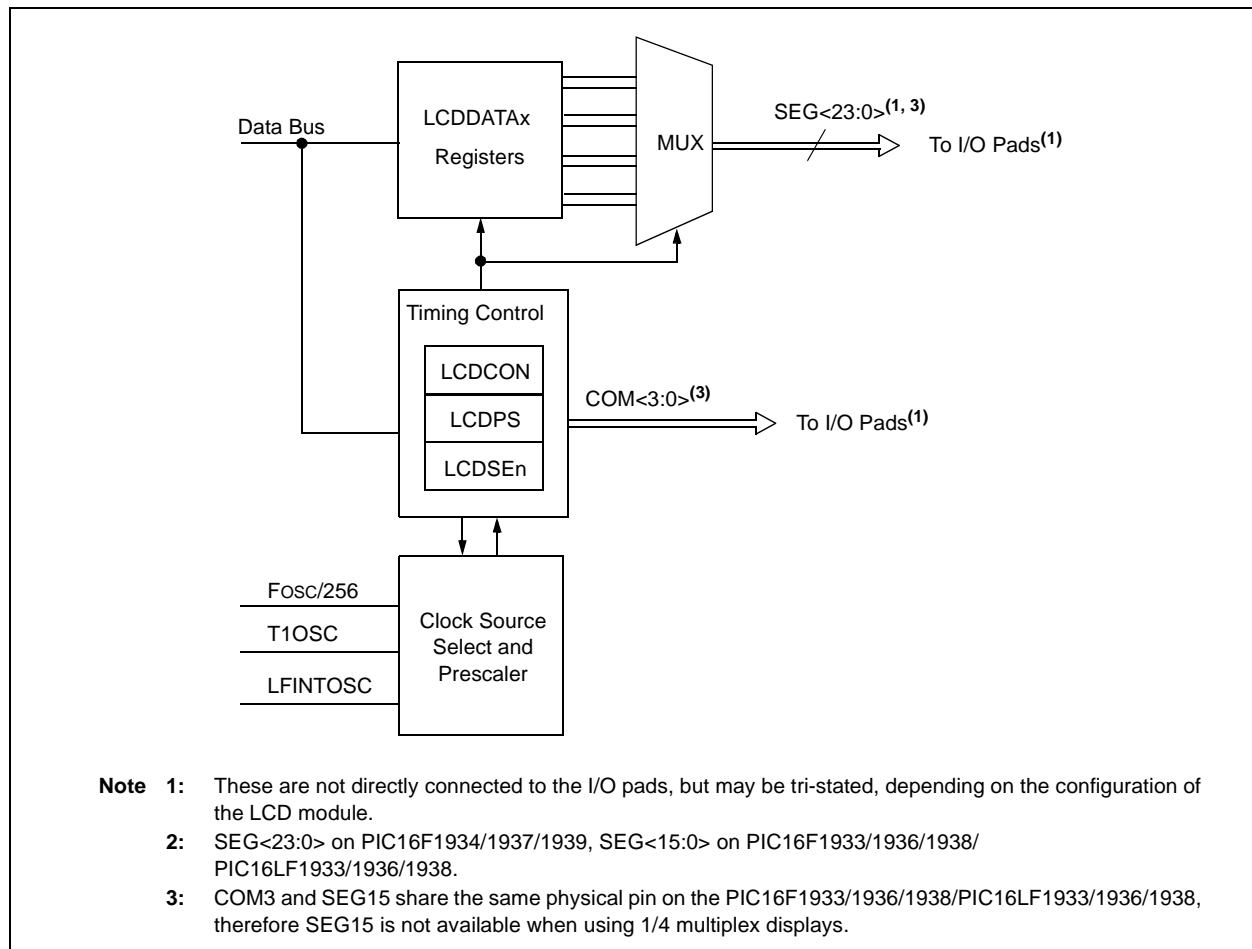 Data Bus
LCDDATAx
Registers
MUX
SEG<23:0>(1, 3)
To I/O Pads(1)
Timing Control
LCDCON
LCDPS
LCDSEn
COM<3:0>(3)
To I/O Pads(1)
FOSC/256
T1OSC
LFINTOSC
Clock Source
Select and
Prescaler
Note 1: These are not directly connected to the I/O pads, but may be tri-stated, depending on the configuration of
the LCD module.
2: SEG<23:0> on PIC16F1934/1937/1939, SEG<15:0> on PIC16F1933/1936/1938/
PIC16LF1933/1936/1938.
3: COM3 and SEG15 share the same physical pin on the PIC16F1933/1936/1938/PIC16LF1933/1936/1938,
therefore SEG15 is not available when using 1/4 multiplex displays.